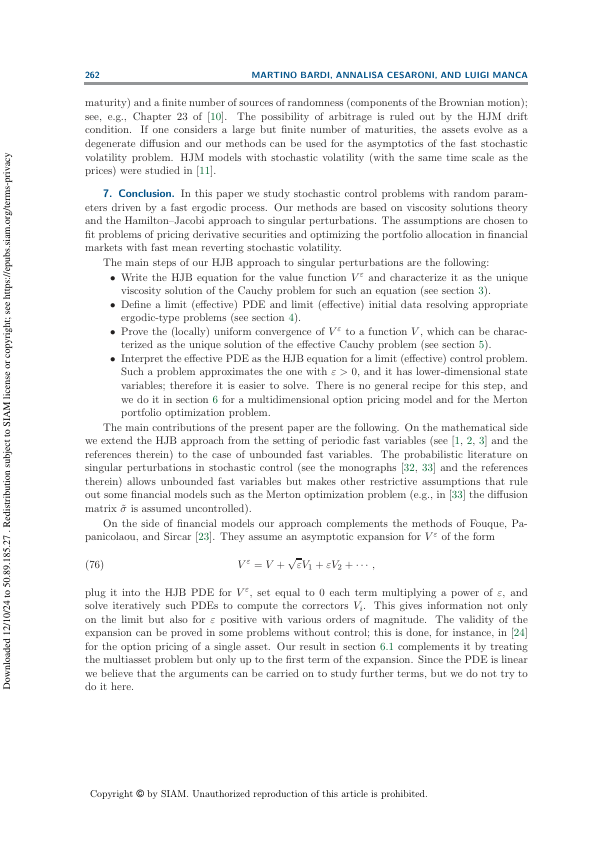 262 MARTINO BARDI, ANNALISA CESARONI, AND LUIGI MANCA
maturity) and a finite number of sources of randomness (components of the Brownian motion);
see, e.g., Chapter 23 of [10]. The possibility of arbitrage is ruled out by the HJM drift
condition. If one considers a large but finite number of maturities, the assets evolve as a
degenerate diffusion and our methods can be used for the asymptotics of the fast stochastic
volatility problem. HJM models with stochastic volatility (with the same time scale as the
prices) were studied in [11].
7. Conclusion. In this paper we study stochastic control problems with random param-
eters driven by a fast ergodic process. Our methods are based on viscosity solutions theory
and the Hamilton–Jacobi approach to singular perturbations. The assumptions are chosen to
fit problems of pricing derivative securities and optimizing the portfolio allocation in financial
markets with fast mean reverting stochastic volatility.
The main steps of our HJB approach to singular perturbations are the following:
• Write the HJB equation for the value function V^ε and characterize it as the unique
viscosity solution of the Cauchy problem for such an equation (see section 3).
• Define a limit (effective) PDE and limit (effective) initial data resolving appropriate
ergodic-type problems (see section 4).
• Prove the (locally) uniform convergence of V^ε to a function V, which can be charac-
terized as the unique solution of the effective Cauchy problem (see section 5).
• Interpret the effective PDE as the HJB equation for a limit (effective) control problem.
Such a problem approximates the one with ε > 0, and it has lower-dimensional state
variables; therefore it is easier to solve. There is no general recipe for this step, and
we do it in section 6 for a multidimensional option pricing model and for the Merton
portfolio optimization problem.
The main contributions of the present paper are the following. On the mathematical side
we extend the HJB approach from the setting of periodic fast variables (see [1, 2, 3] and the
references therein) to the case of unbounded fast variables. The probabilistic literature on
singular perturbations in stochastic control (see the monographs [32, 33] and the references
therein) allows unbounded fast variables but makes other restrictive assumptions that rule
out some financial models such as the Merton optimization problem (e.g., in [33] the diffusion
matrix σ̃ is assumed uncontrolled).
On the side of financial models our approach complements the methods of Fouque, Pa-
panicolaou, and Sircar [23]. They assume an asymptotic expansion for V^ε of the form
(76) V^ε = V + √εV₁ + εV₂ + ··· ,
plug it into the HJB PDE for V^ε, set equal to 0 each term multiplying a power of ε, and
solve iteratively such PDEs to compute the correctors Vᵢ. This gives information not only
on the limit but also for ε positive with various orders of magnitude. The validity of the
expansion can be proved in some problems without control; this is done, for instance, in [24]
for the option pricing of a single asset. Our result in section 6.1 complements it by treating
the multiasset problem but only up to the first term of the expansion. Since the PDE is linear
we believe that the arguments can be carried on to study further terms, but we do not try to
do it here.
Copyright © by SIAM. Unauthorized reproduction of this article is prohibited.
Downloaded 12/10/24 to 50.89.185.27 . Redistribution subject to SIAM license or copyright; see https://epubs.siam.org/terms-privacy